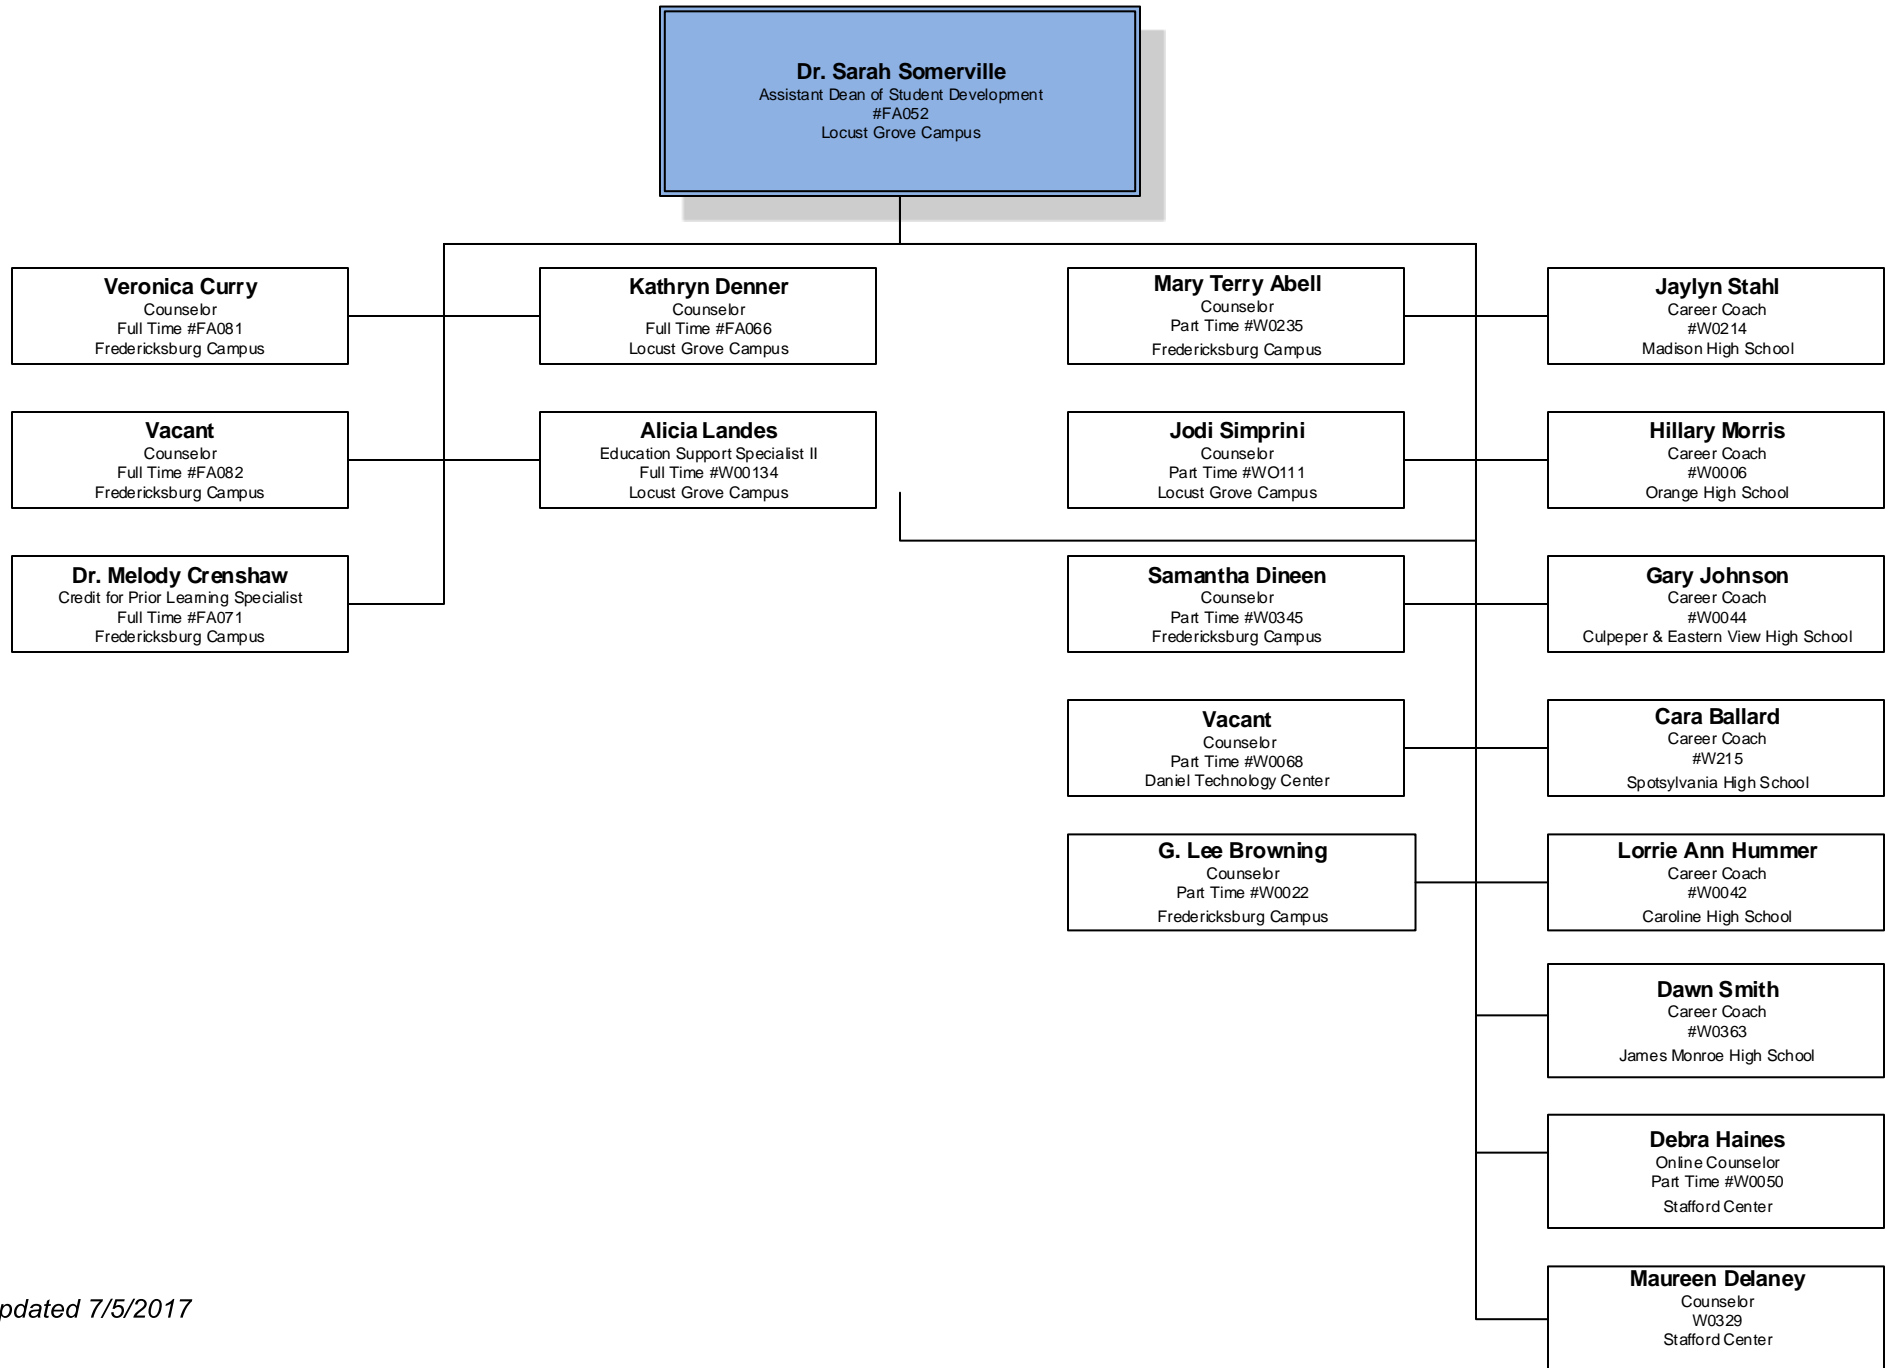 Dr. Sarah Somerville
Assistant Dean of Student Development
#FA052
Locust Grove Campus
Veronica Curry
Counselor
Full Time #FA081
Fredericksburg Campus
Kathryn Denner
Counselor
Full Time #FA066
Locust Grove Campus
Mary Terry Abell
Counselor
Part Time #W0235
Fredericksburg Campus
Jaylyn Stahl
Career Coach
#W0214
Madison High School
Vacant
Counselor
Full Time #FA082
Fredericksburg Campus
Alicia Landes
Education Support Specialist II
Full Time #W00134
Locust Grove Campus
Jodi Simprini
Counselor
Part Time #WO111
Locust Grove Campus
Hillary Morris
Career Coach
#W0006
Orange High School
Dr. Melody Crenshaw
Credit for Prior Learning Specialist
Full Time #FA071
Fredericksburg Campus
Samantha Dineen
Counselor
Part Time #W0345
Fredericksburg Campus
Gary Johnson
Career Coach
#W0044
Culpeper & Eastern View High School
Vacant
Counselor
Part Time #W0068
Daniel Technology Center
Cara Ballard
Career Coach
#W215
Spotsylvania High School
G. Lee Browning
Counselor
Part Time #W0022
Fredericksburg Campus
Lorrie Ann Hummer
Career Coach
#W0042
Caroline High School
Dawn Smith
Career Coach
#W0363
James Monroe High School
Debra Haines
Online Counselor
Part Time #W0050
Stafford Center
Maureen Delaney
Counselor
W0329
Stafford Center
pdated 7/5/2017